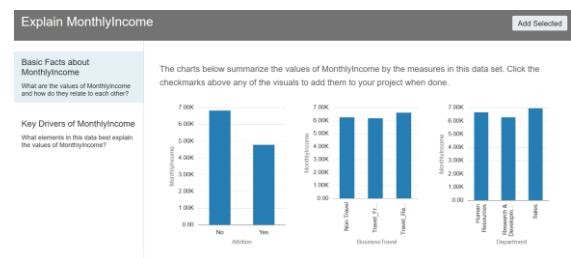 Explain MonthlyIncome
Add Selected
Basic Facts about
MonthlyIncome
What are the values of MonthlyIncome
and how do they relate to each other?
Key Drivers of MonthlyIncome
What elements in this data best explain
the values of MonthlyIncome?
The charts below summarize the values of MonthlyIncome by the measures in this data set. Click the
checkmarks above any of the visuals to add them to your project when done.
MonthlyIncome
7.00K
6.00K
5.00K
4.00K
3.00K
2.00K
1.00K
0.00
No
Yes
Attrition
MonthlyIncome
7.00K
6.00K
5.00K
4.00K
3.00K
2.00K
1.00K
0.00
Non-Travel
Travel_Fr...
Travel_Ra...
BusinessTravel
MonthlyIncome
7.00K
6.00K
5.00K
4.00K
3.00K
2.00K
1.00K
0.00
Human
Resources
Research &
Developm...
Sales
Department